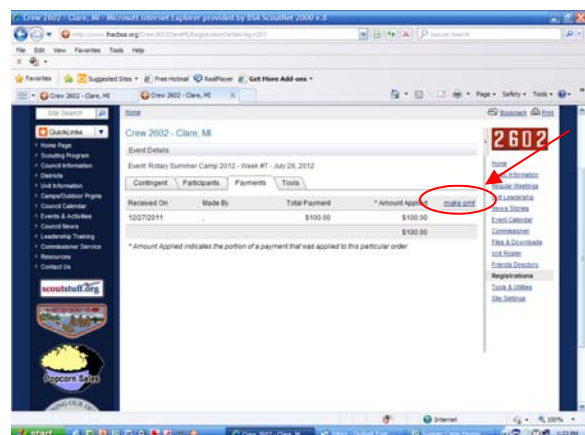 Crew 2602 - Clare, MI - Microsoft Internet Explorer provided by BSA ScoutNet 2000 v.8
File Edit View Favorites Tools Help
Favorites Suggested Sites Free Hotmail RealPlayer Get More Add-ons
Crew 2602 - Clare, MI Crew 2602 - Clare, MI Page Safety Tools
Site Search
QuickLinks
Home Page
Scouting Program
Council Information
Districts
Unit Information
Camps/Outdoor Prgms
Council Calendar
Events & Activities
Council News
Leadership Training
Commissioner Service
Resources
Contact Us
scoutstuff.org
Popcorn Sales
Home Bookmark Print
Crew 2602 - Clare, MI
Event Details
Event: Rotary Summer Camp 2012 - Week #7 - July 28, 2012
Contingent Participants Payments Tools
Received On Made By Total Payment * Amount Applied make pmt
12/27/2011 . $100.00 $100.00
$100.00
* Amount Applied indicates the portion of a payment that was applied to this particular order
2602
Home
Regular Meetings
Unit Leadership
News Stories
Event Calendar
Commissioner
Files & Downloads
Unit Roster
Friends Directory
Registrations
Tools & Utilities
Site Settings
Internet 100%
start